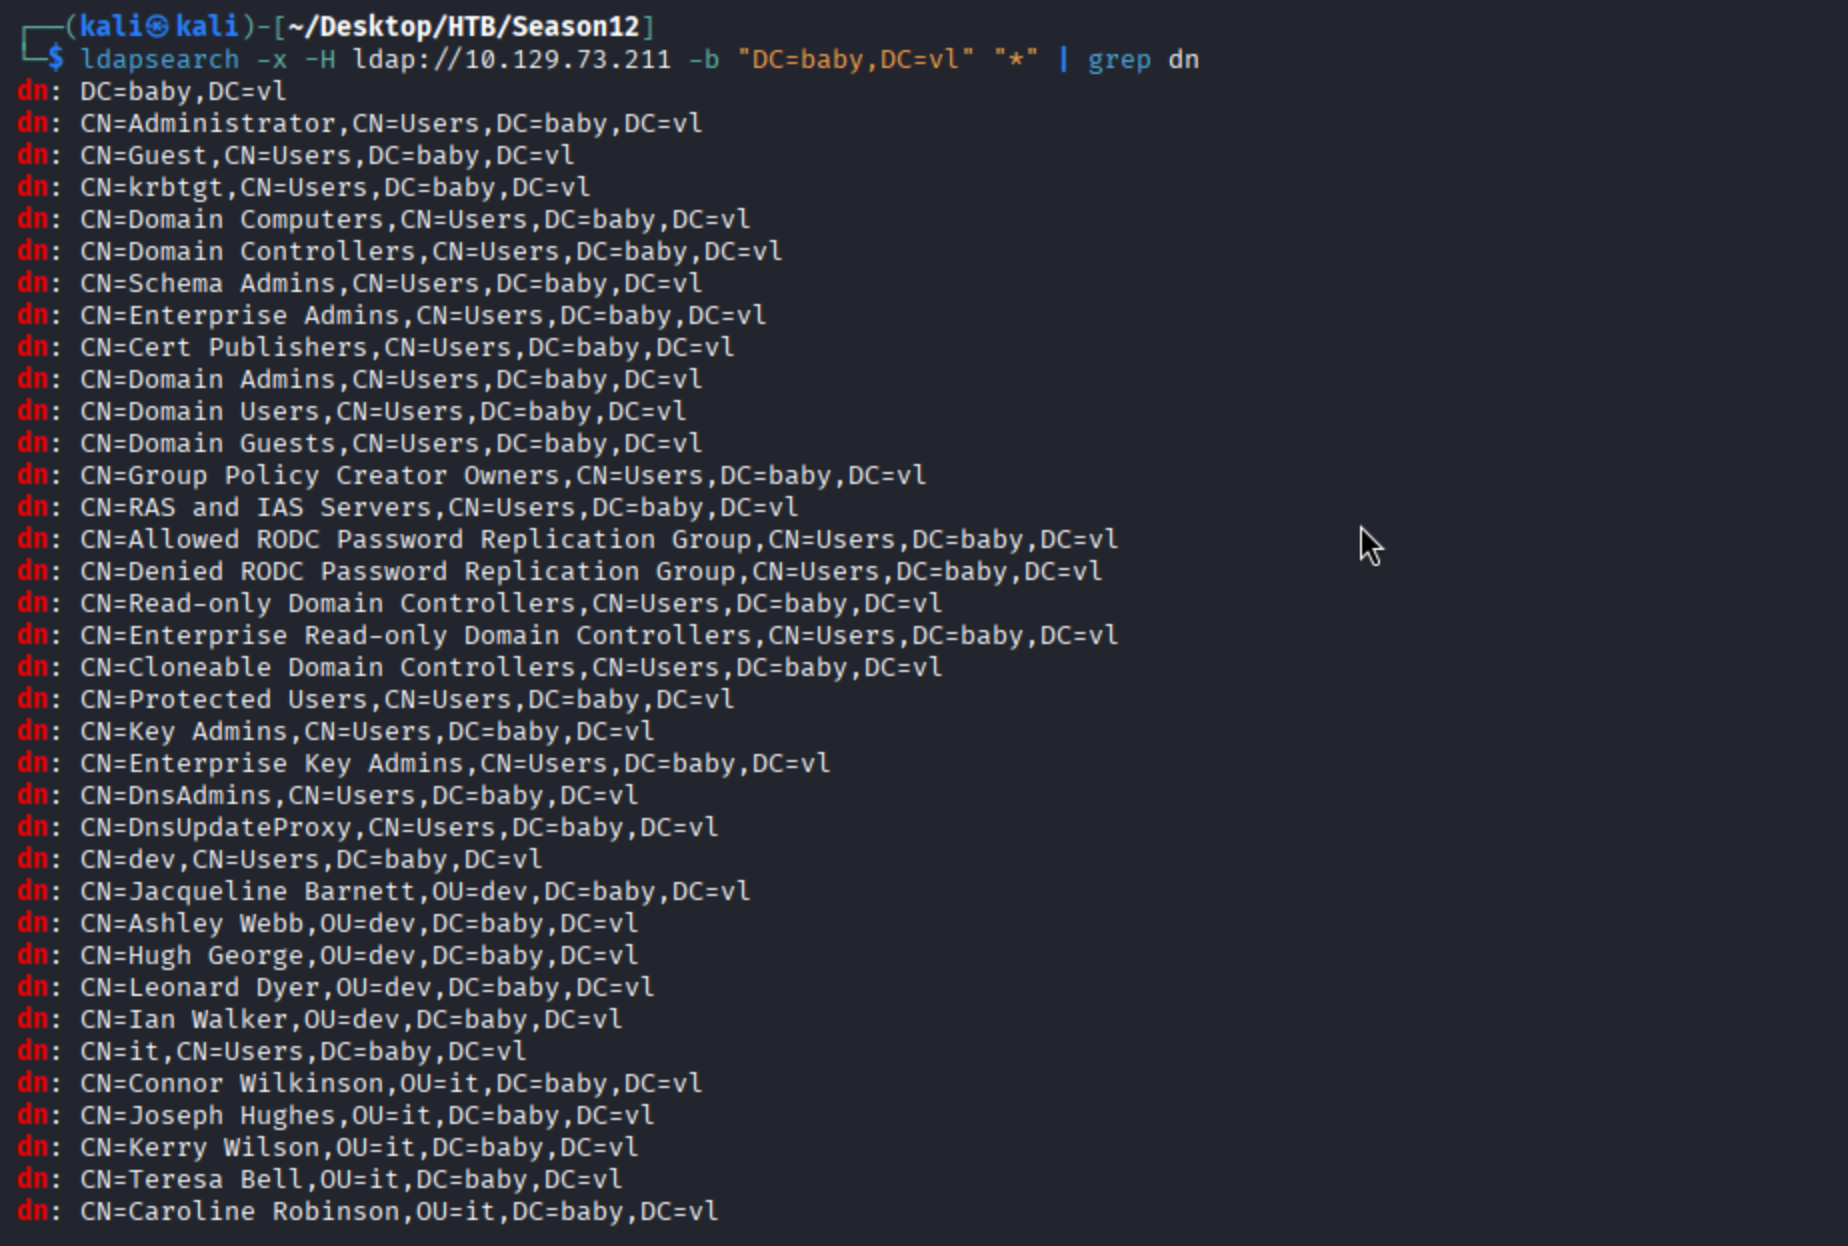 ┌──(kali㉿kali)-[~/Desktop/HTB/Season12]
└─$ ldapsearch -x -H ldap://10.129.73.211 -b "DC=baby,DC=vl" "*" | grep dn
dn: DC=baby,DC=vl
dn: CN=Administrator,CN=Users,DC=baby,DC=vl
dn: CN=Guest,CN=Users,DC=baby,DC=vl
dn: CN=krbtgt,CN=Users,DC=baby,DC=vl
dn: CN=Domain Computers,CN=Users,DC=baby,DC=vl
dn: CN=Domain Controllers,CN=Users,DC=baby,DC=vl
dn: CN=Schema Admins,CN=Users,DC=baby,DC=vl
dn: CN=Enterprise Admins,CN=Users,DC=baby,DC=vl
dn: CN=Cert Publishers,CN=Users,DC=baby,DC=vl
dn: CN=Domain Admins,CN=Users,DC=baby,DC=vl
dn: CN=Domain Users,CN=Users,DC=baby,DC=vl
dn: CN=Domain Guests,CN=Users,DC=baby,DC=vl
dn: CN=Group Policy Creator Owners,CN=Users,DC=baby,DC=vl
dn: CN=RAS and IAS Servers,CN=Users,DC=baby,DC=vl
dn: CN=Allowed RODC Password Replication Group,CN=Users,DC=baby,DC=vl
dn: CN=Denied RODC Password Replication Group,CN=Users,DC=baby,DC=vl
dn: CN=Read-only Domain Controllers,CN=Users,DC=baby,DC=vl
dn: CN=Enterprise Read-only Domain Controllers,CN=Users,DC=baby,DC=vl
dn: CN=Cloneable Domain Controllers,CN=Users,DC=baby,DC=vl
dn: CN=Protected Users,CN=Users,DC=baby,DC=vl
dn: CN=Key Admins,CN=Users,DC=baby,DC=vl
dn: CN=Enterprise Key Admins,CN=Users,DC=baby,DC=vl
dn: CN=DnsAdmins,CN=Users,DC=baby,DC=vl
dn: CN=DnsUpdateProxy,CN=Users,DC=baby,DC=vl
dn: CN=dev,CN=Users,DC=baby,DC=vl
dn: CN=Jacqueline Barnett,OU=dev,DC=baby,DC=vl
dn: CN=Ashley Webb,OU=dev,DC=baby,DC=vl
dn: CN=Hugh George,OU=dev,DC=baby,DC=vl
dn: CN=Leonard Dyer,OU=dev,DC=baby,DC=vl
dn: CN=Ian Walker,OU=dev,DC=baby,DC=vl
dn: CN=it,CN=Users,DC=baby,DC=vl
dn: CN=Connor Wilkinson,OU=it,DC=baby,DC=vl
dn: CN=Joseph Hughes,OU=it,DC=baby,DC=vl
dn: CN=Kerry Wilson,OU=it,DC=baby,DC=vl
dn: CN=Teresa Bell,OU=it,DC=baby,DC=vl
dn: CN=Caroline Robinson,OU=it,DC=baby,DC=vl